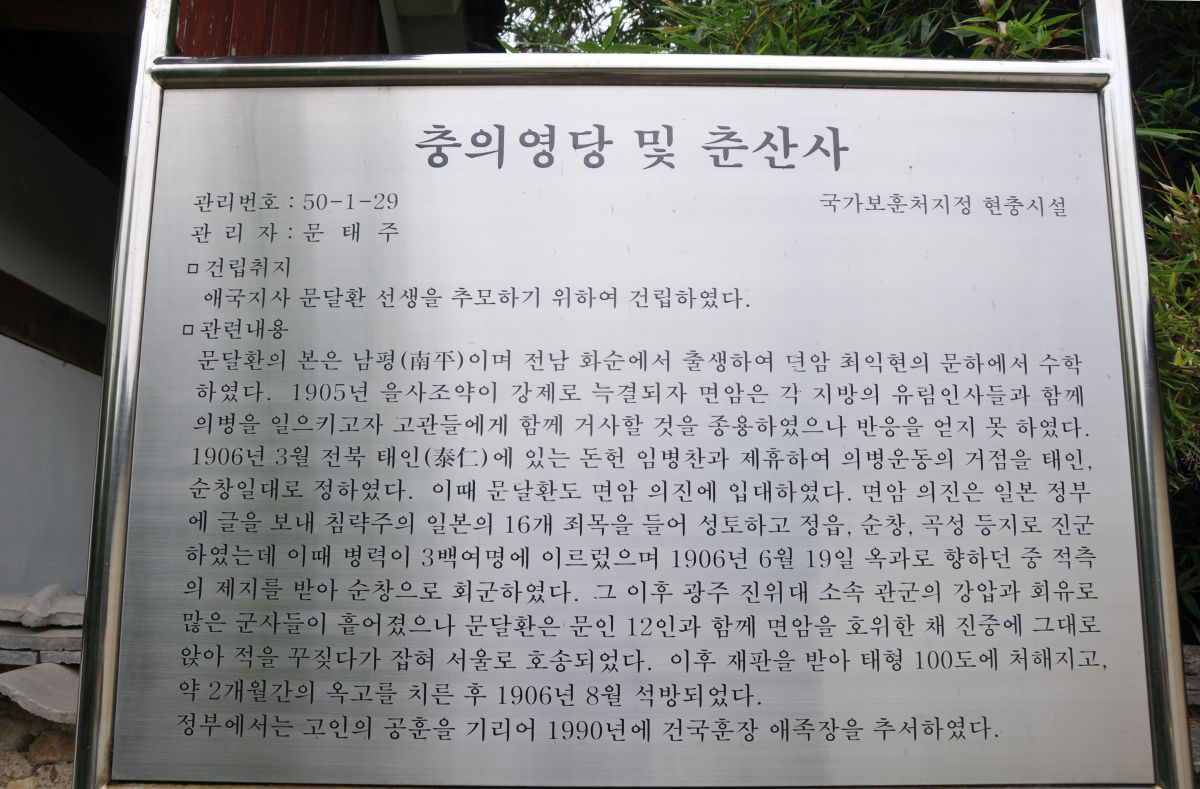 충의영당 및 춘산사
관리번호 : 50-1-29
국가보훈처지정 현충시설
관 리 자 : 문 태 주
□ 건립취지
애국지사 문달환 선생을 추모하기 위하여 건립하였다.
□ 관련내용
문달환의 본은 남평(南平)이며 전남 화순에서 출생하여 면암 최익현의 문하에서 수학
하였다. 1905년 을사조약이 강제로 늑결되자 면암은 각 지방의 유림인사들과 함께
의병을 일으키고자 고관들에게 함께 거사할 것을 종용하였으나 반응을 얻지 못 하였다.
1906년 3월 전북 태인(泰仁)에 있는 돈헌 임병찬과 제휴하여 의병운동의 거점을 태인,
순창일대로 정하였다. 이때 문달환도 면암 의진에 입대하였다. 면암 의진은 일본 정부
에 글을 보내 침략주의 일본의 16개 죄목을 들어 성토하고 정읍, 순창, 곡성 등지로 진군
하였는데 이때 병력이 3백여명에 이르렀으며 1906년 6월 19일 옥과로 향하던 중 적측
의 제지를 받아 순창으로 회군하였다. 그 이후 광주 진위대 소속 관군의 강압과 회유로
많은 군사들이 흩어졌으나 문달환은 문인 12인과 함께 면암을 호위한 채 진중에 그대로
앉아 적을 꾸짖다가 잡혀 서울로 호송되었다. 이후 재판을 받아 태형 100도에 처해지고,
약 2개월간의 옥고를 치른 후 1906년 8월 석방되었다.
정부에서는 고인의 공훈을 기리어 1990년에 건국훈장 애족장을 추서하였다.